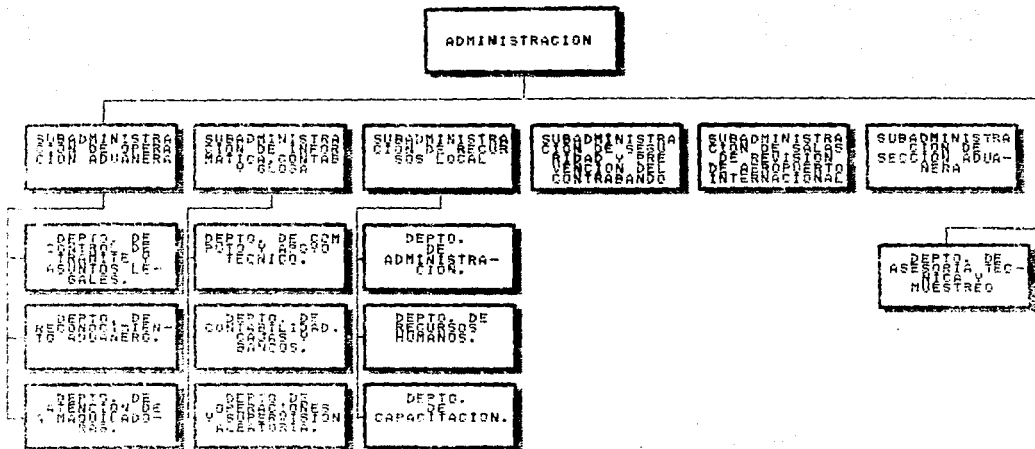 ADMINISTRACION
SUBADMINISTRA
CION DE OPERA
CION ADUANERA
SUBADMINISTRA
CION DE INFOR
MATICA, CONTAB
Y GLOSA
SUBADMINISTRA
CION DE RECUR
SOS LOCAL
SUBADMINISTRA
CION DE SEGU
RIDAD Y PRE
VENCION DEL
CONTRABANDO
SUBADMINISTRA
CION DE SALAS
DE REVISION
DE AEROPUERTO
INTERNACIONAL
SUBADMINISTRA
CION DE
SECCION ADUA-
NERA
DEPTO. DE
CONTROL DE
TRAMITE Y
ASUNTOS LE-
GALES.
DEPTO. DE COM
PUTO Y APOYO
TECNICO.
DEPTO.
DE
ADMINISTRA-
CION.
DEPTO. DE
ASESORIA TEC-
NICA Y
MUESTREO
DEPTO. DE
RECONOCIMIEN-
TO ADUANERO.
DEPTO. DE
CONTABILIDAD.
CAJAS Y
BANCOS.
DEPTO. DE
RECURSOS
HUMANOS.
DEPTO. DE
ATENCION DE
MAQUILADO-
RAS.
DEPTO DE
OPERACIONES
Y SUPERVISION
ALEATORIA.
DEPTO.
DE
CAPACITACION.